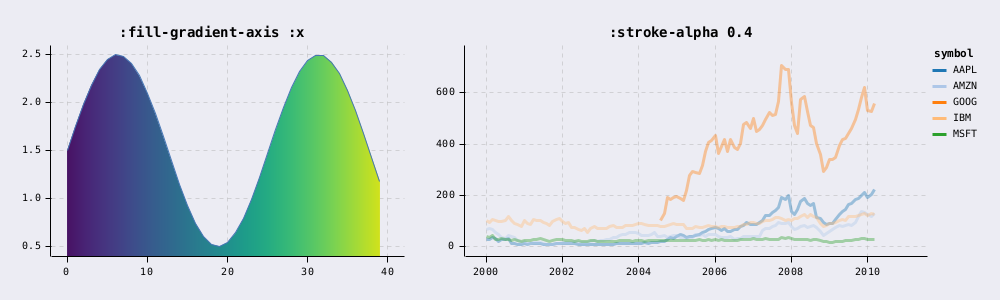 :fill-gradient-axis :x
2.5
2.0
1.5
1.0
0.5
0 10 20 30 40
:stroke-alpha 0.4
600
400
200
0
2000 2002 2004 2006 2008 2010
symbol
AAPL
AMZN
GOOG
IBM
MSFT